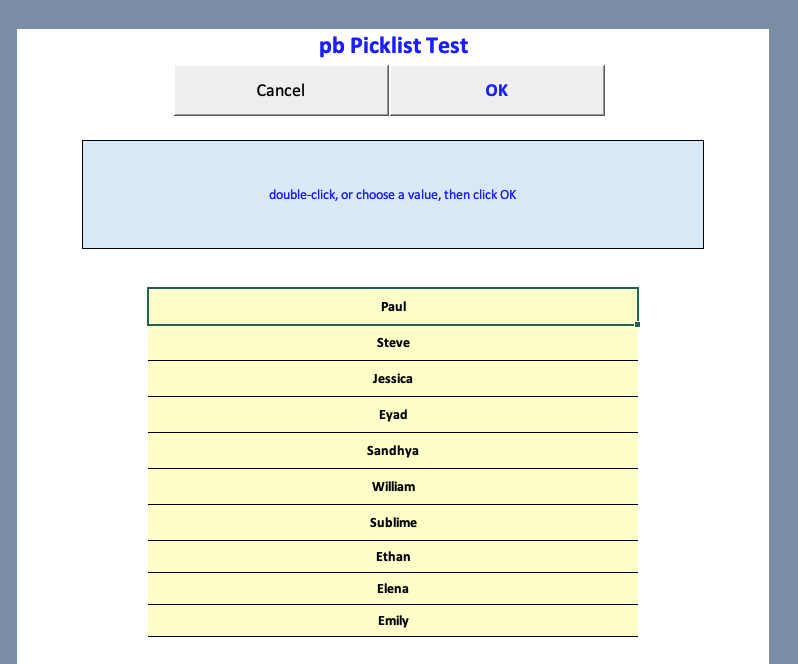 pb Picklist Test
Cancel
OK
double-click, or choose a value, then click OK
Paul
Steve
Jessica
Eyad
Sandhya
William
Sublime
Ethan
Elena
Emily